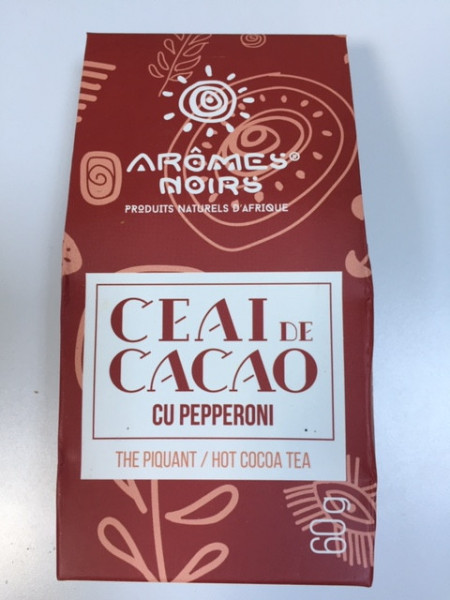 ARÔMES®
NOIRS
PRODUITS NATURELS D'AFRIQUE
CEAI DE
CACAO
CU PEPPERONI
THE PIQUANT / HOT COCOA TEA
60g